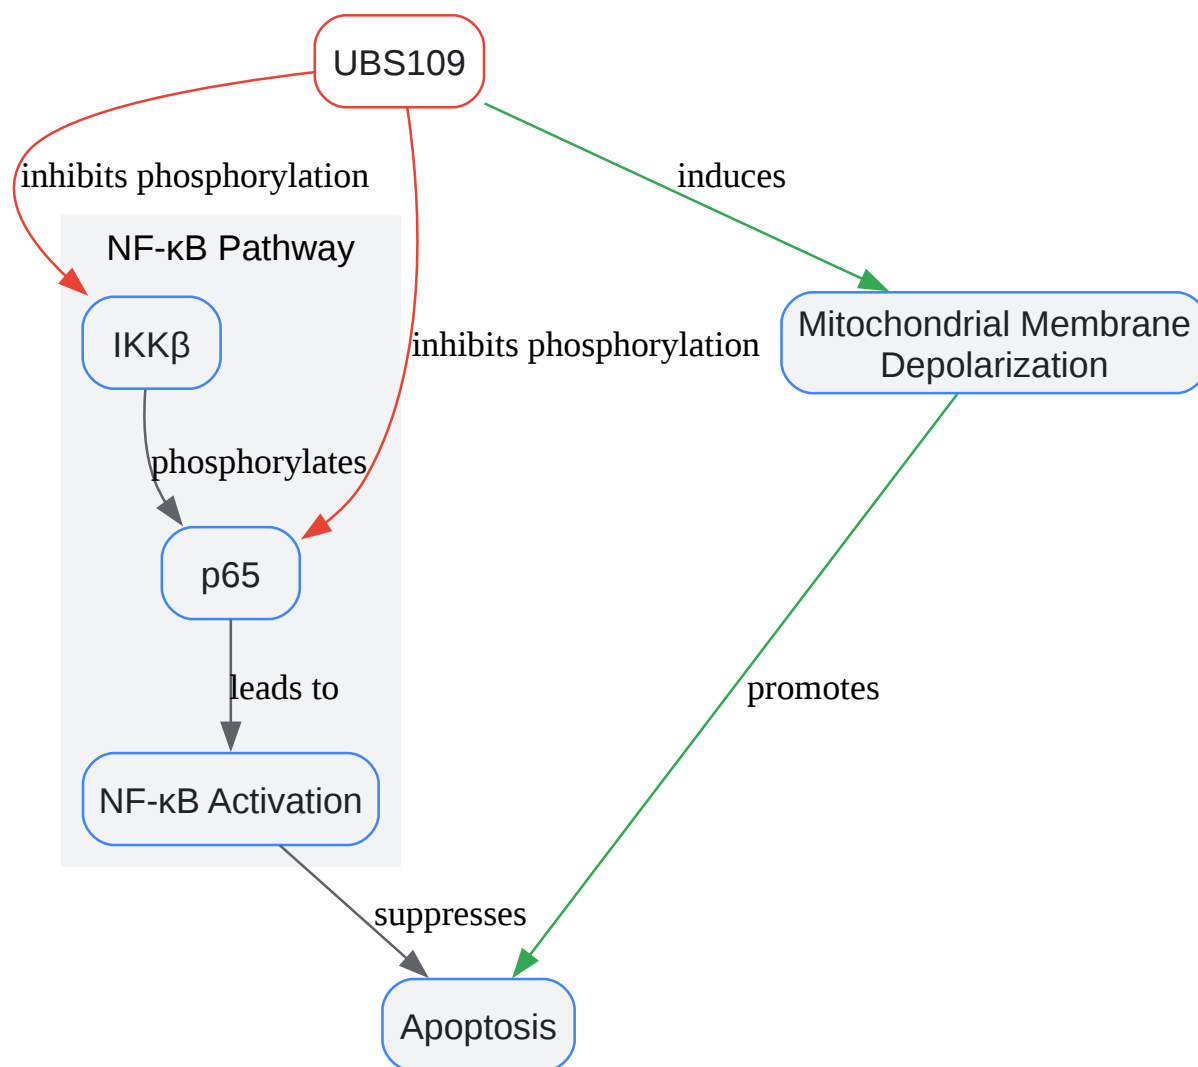 UBS109
inhibits phosphorylation
induces
NF-κB Pathway
IKKβ
inhibits phosphorylation
Mitochondrial Membrane
Depolarization
phosphorylates
p65
leads to
promotes
NF-κB Activation
suppresses
Apoptosis